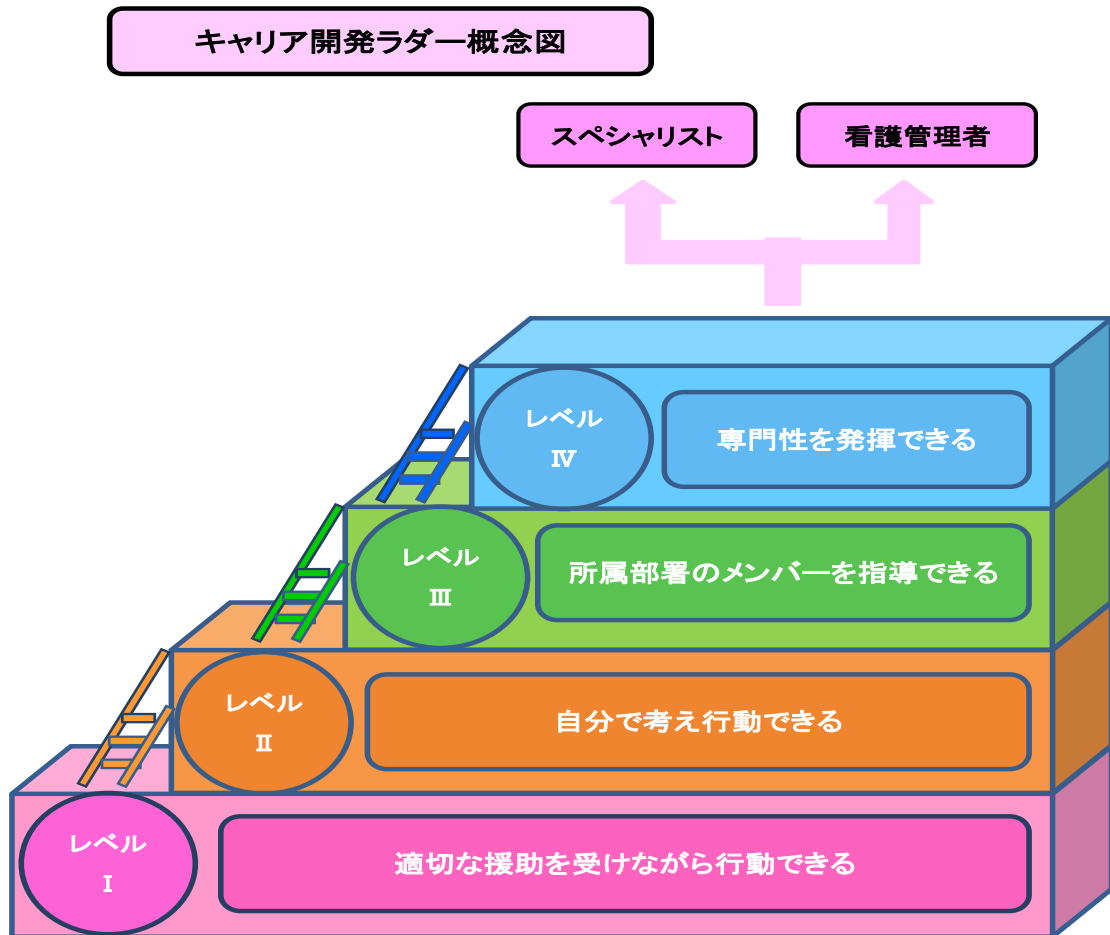 キャリア開発ラダー概念図
スペシャリスト
看護管理者
レベル
Ⅳ
専門性を発揮できる
レベル
Ⅲ
所属部署のメンバーを指導できる
レベル
Ⅱ
自分で考え行動できる
レベル
Ⅰ
適切な援助を受けながら行動できる